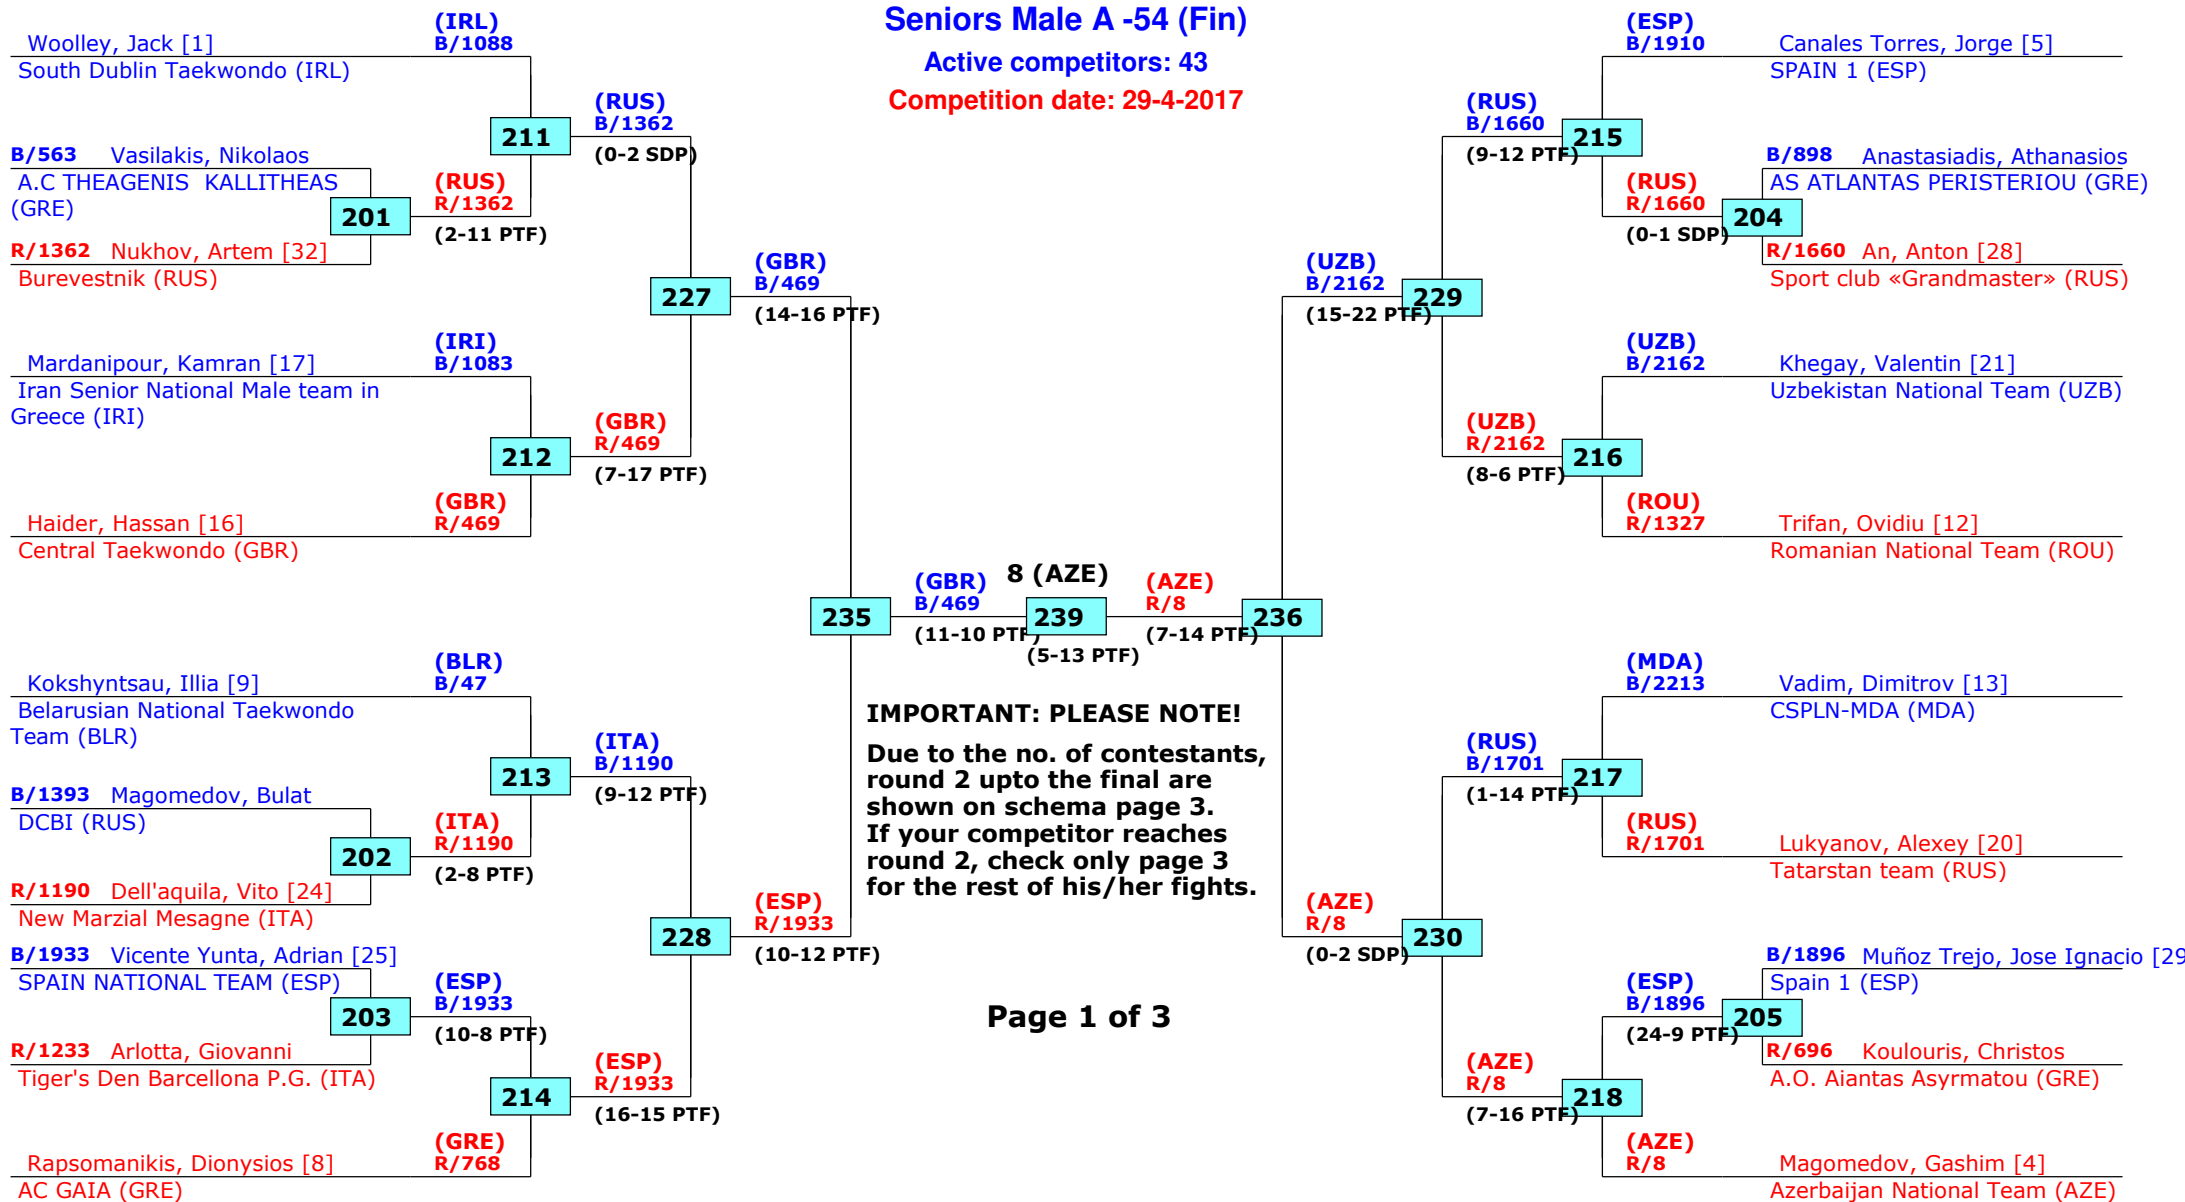 Seniors Male A -54 (Fin)
Active competitors: 43
Competition date: 29-4-2017
(IRL)
Woolley, Jack [1] B/1088
South Dublin Taekwondo (IRL)
(RUS)
B/1362
211
(0-2 SDP)
B/563 Vasilakis, Nikolaos
A.C THEAGENIS KALLITHEAS
(GRE)
(RUS)
R/1362
201
(2-11 PTF)
R/1362 Nukhov, Artem [32]
Burevestnik (RUS)
(GBR)
B/469
227
(14-16 PTF)
(IRI)
Mardanipour, Kamran [17] B/1083
Iran Senior National Male team in
Greece (IRI)
(GBR)
R/469
212
(7-17 PTF)
(GBR)
Haider, Hassan [16] R/469
Central Taekwondo (GBR)
235
(GBR)
B/469
(11-10 PTF)
8 (AZE)
239
(5-13 PTF)
(AZE)
R/8
(7-14 PTF)
236
(BLR)
Kokshyntsau, Illia [9] B/47
Belarusian National Taekwondo
Team (BLR)
(ITA)
B/1190
213
(9-12 PTF)
B/1393 Magomedov, Bulat
DCBI (RUS)
(ITA)
R/1190
202
(2-8 PTF)
R/1190 Dell'aquila, Vito [24]
New Marzial Mesagne (ITA)
(ESP)
R/1933
228
(10-12 PTF)
B/1933 Vicente Yunta, Adrian [25]
SPAIN NATIONAL TEAM (ESP)
(ESP)
B/1933
203
(10-8 PTF)
R/1233 Arlotta, Giovanni
Tiger's Den Barcellona P.G. (ITA)
(ESP)
R/1933
214
(16-15 PTF)
(GRE)
Rapsomanikis, Dionysios [8] R/768
AC GAIA (GRE)
IMPORTANT: PLEASE NOTE!
Due to the no. of contestants,
round 2 upto the final are
shown on schema page 3.
If your competitor reaches
round 2, check only page 3
for the rest of his/her fights.
Page 1 of 3
(ESP)
B/1910 Canales Torres, Jorge [5]
SPAIN 1 (ESP)
(RUS)
B/1660
215
(9-12 PTF)
B/898 Anastasiadis, Athanasios
AS ATLANTAS PERISTERIOU (GRE)
(RUS)
R/1660
204
(0-1 SDP)
R/1660 An, Anton [28]
Sport club «Grandmaster» (RUS)
(UZB)
B/2162
229
(15-22 PTF)
(UZB)
B/2162 Khegay, Valentin [21]
Uzbekistan National Team (UZB)
(UZB)
R/2162
216
(8-6 PTF)
(ROU)
R/1327 Trifan, Ovidiu [12]
Romanian National Team (ROU)
(MDA)
B/2213 Vadim, Dimitrov [13]
CSPLN-MDA (MDA)
(RUS)
B/1701
217
(1-14 PTF)
(RUS)
R/1701 Lukyanov, Alexey [20]
Tatarstan team (RUS)
(AZE)
R/8
230
(0-2 SDP)
B/1896 Muñoz Trejo, Jose Ignacio [29
Spain 1 (ESP)
(ESP)
B/1896
205
(24-9 PTF)
R/696 Koulouris, Christos
A.O. Aiantas Asyrmatou (GRE)
(AZE)
R/8
218
(7-16 PTF)
(AZE)
R/8 Magomedov, Gashim [4]
Azerbaijan National Team (AZE)